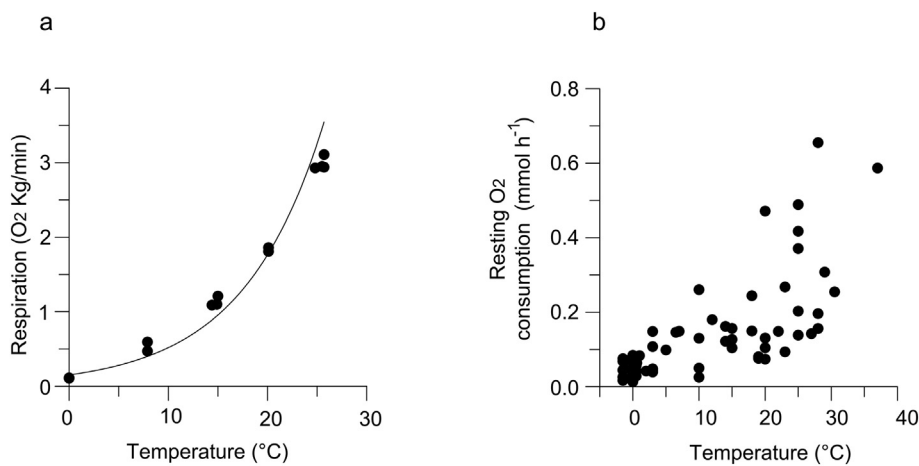 a
b
4
3
2
1
0
Respiration (O2 Kg/min)
0 10 20 30
Temperature (°C)
0.8
0.6
0.4
0.2
0.0
Resting O2
consumption (mmol h⁻¹)
0 10 20 30 40
Temperature (°C)